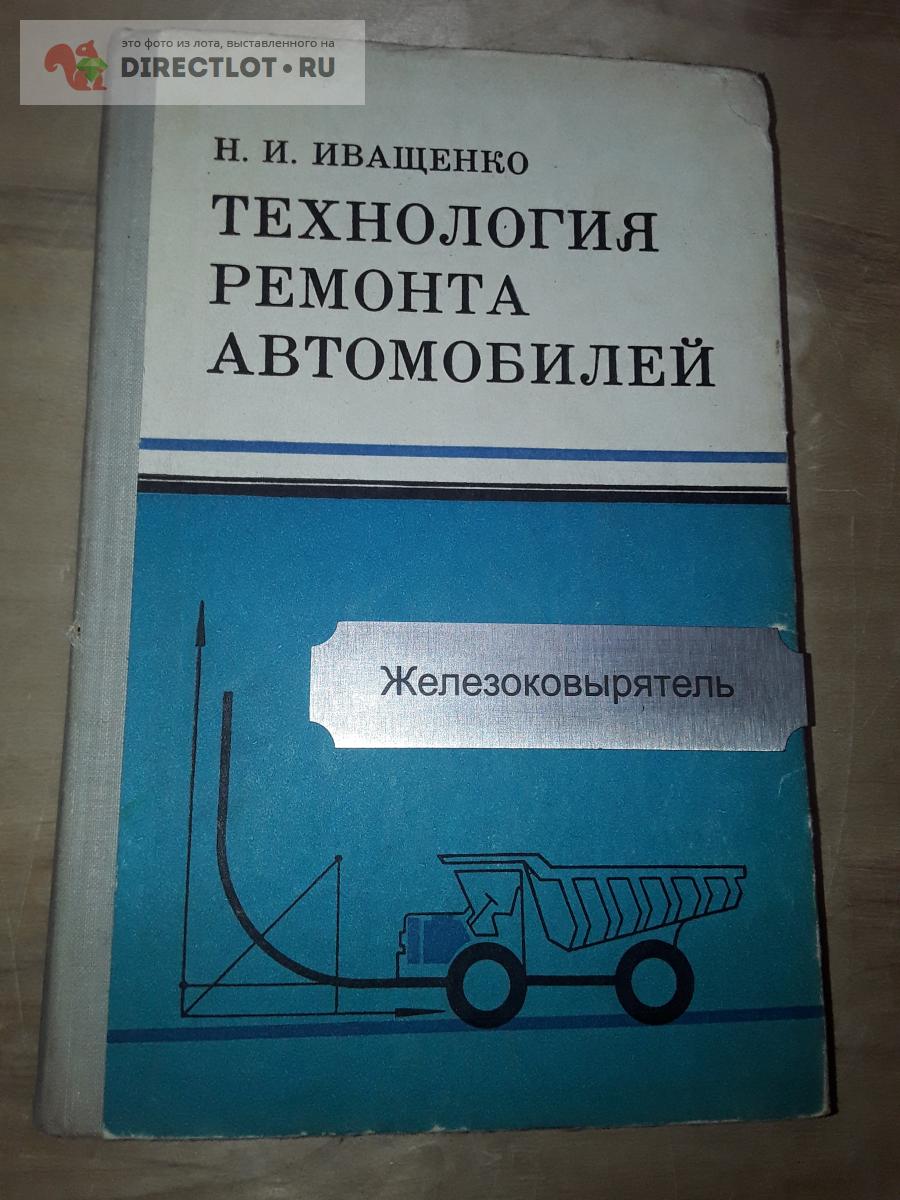 это фото из лота, выставленного на
DIRECTLOT.RU
Н. И. ИВАЩЕНКО
ТЕХНОЛОГИЯ
РЕМОНТА
АВТОМОБИЛЕЙ
Железоковырятель